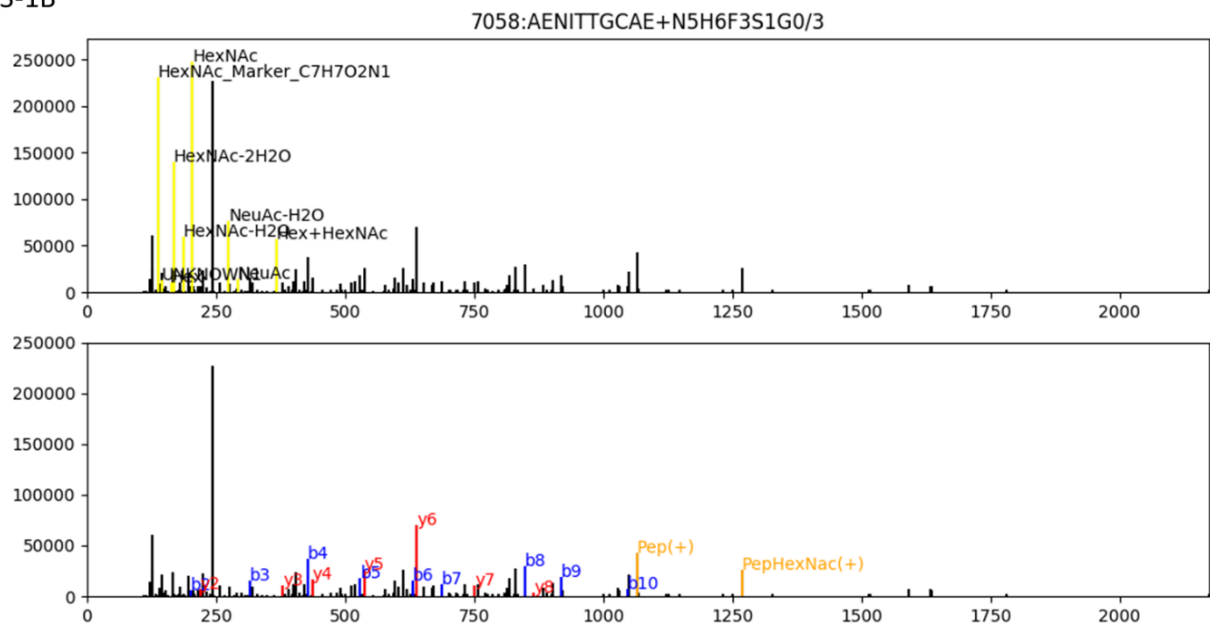 S-1B
7058:AENITTGCAE+N5H6F3S1G0/3
250000
200000
150000
100000
50000
0
HexNAc
HexNAc_Marker_C7H7O2N1
HexNAc-2H2O
NeuAc-H2O
HexNAc-H2O
Hex+HexNAc
NeuAc
0 250 500 750 1000 1250 1500 1750 2000
250000
200000
150000
100000
50000
0
y6
b4
y5
Pep(+)
PepHexNac(+)
b8
b3
y3
y4
b5
b6
b7
y7
b9
y8
b10
0 250 500 750 1000 1250 1500 1750 2000